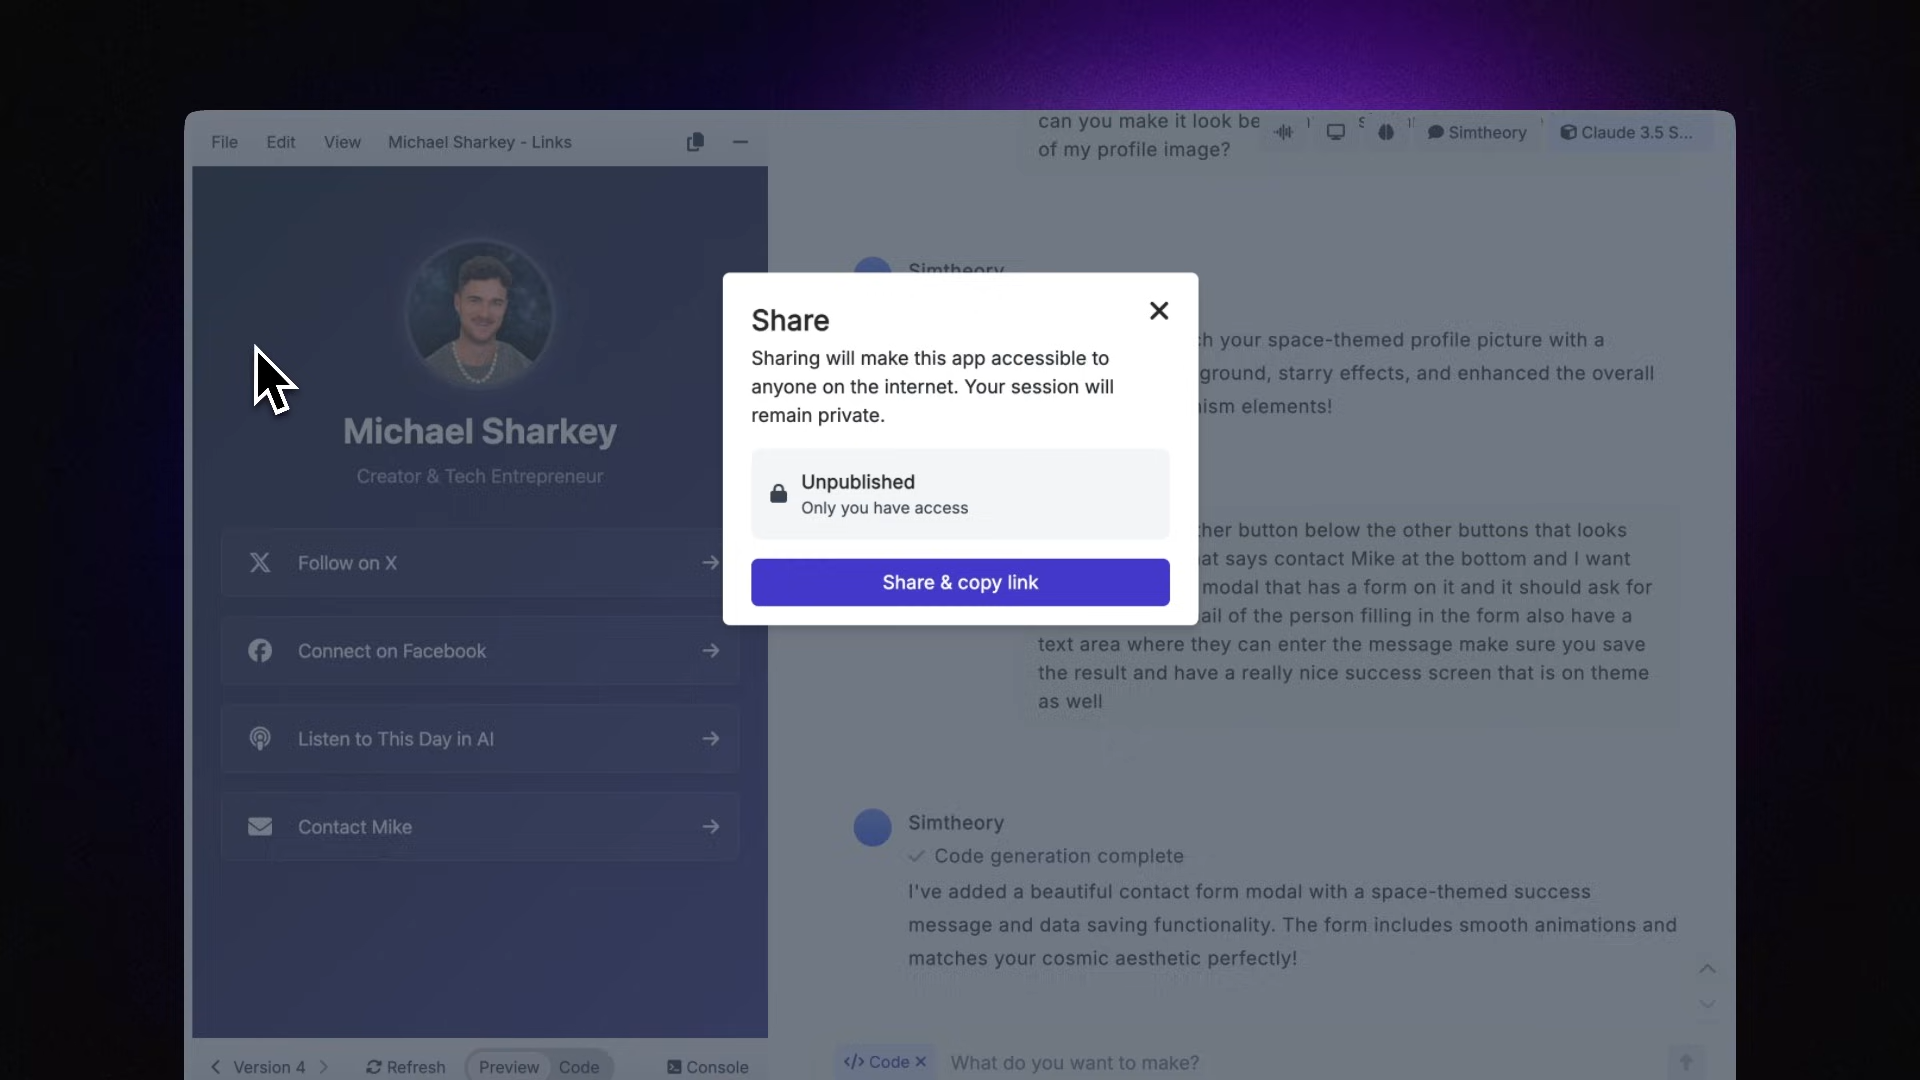 File Edit View Michael Sharkey - Links
Michael Sharkey
Creator & Tech Entrepreneur
Follow on X
Connect on Facebook
Listen to This Day in AI
Contact Mike
Version 4 Refresh Preview Code Console
Simtheory Claude 3.5 S...
can you make it look be
of my profile image?
Simtheory
your space-themed profile picture with a
starry effects, and enhanced the overall
elements!
button below the other buttons that looks
says contact Mike at the bottom and I want
modal that has a form on it and it should ask for
of the person filling in the form also have a
text area where they can enter the message make sure you save
the result and have a really nice success screen that is on theme
as well
Simtheory
Code generation complete
I've added a beautiful contact form modal with a space-themed success
message and data saving functionality. The form includes smooth animations and
matches your cosmic aesthetic perfectly!
</> Code × What do you want to make?
Share
Sharing will make this app accessible to
anyone on the internet. Your session will
remain private.
Unpublished
Only you have access
Share & copy link